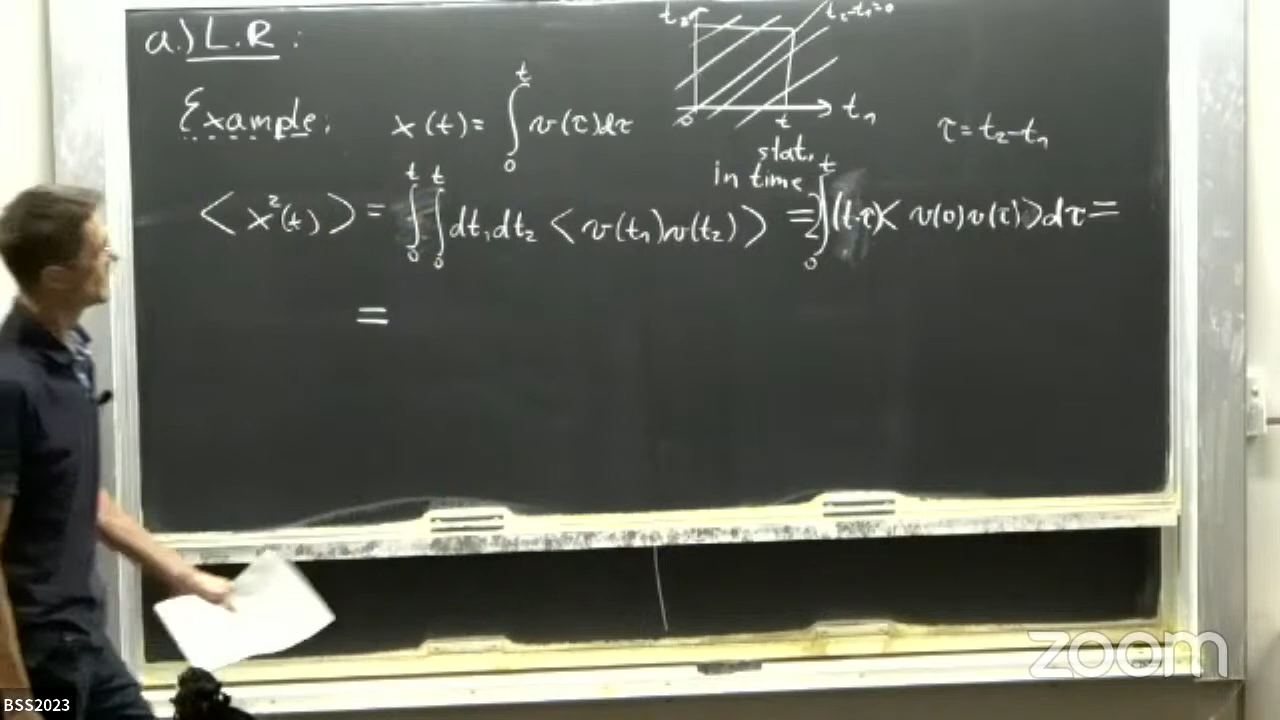 a.) L.R :
t₂
t₂-t₁=0
0
t
t₁
Example: x(t) = ∫₀ᵗ v(τ)dτ
τ = t₂-t₁
stat.
in time
<x²(t)> = ∫₀ᵗ∫₀ᵗ dt₁dt₂ <v(t₁)v(t₂)> = 2∫₀ᵗ(t-τ)<v(0)v(τ)>dτ =
=
zoom
BSS2023